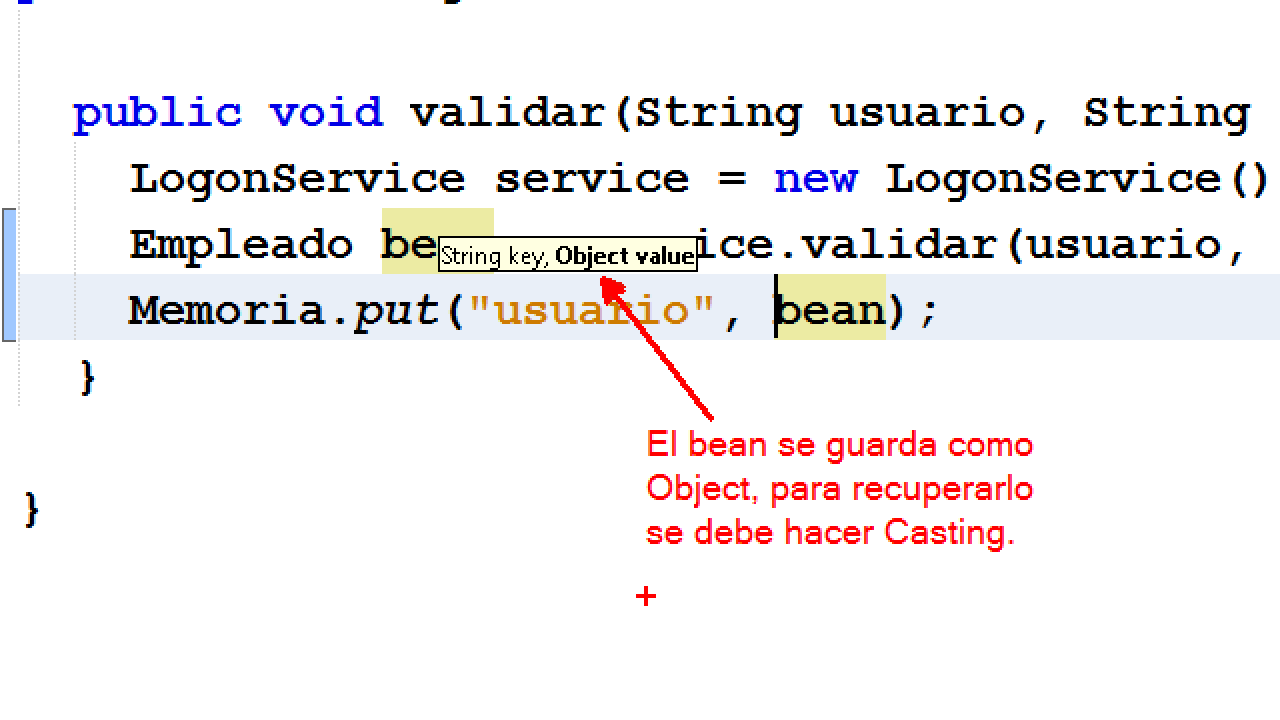 public void validar(String usuario, String
LogonService service = new LogonService()
Empleado be String key, Object value ice.validar(usuario,
Memoria.put("usuario", bean);
}
El bean se guarda como
Object, para recuperarlo
se debe hacer Casting.
}